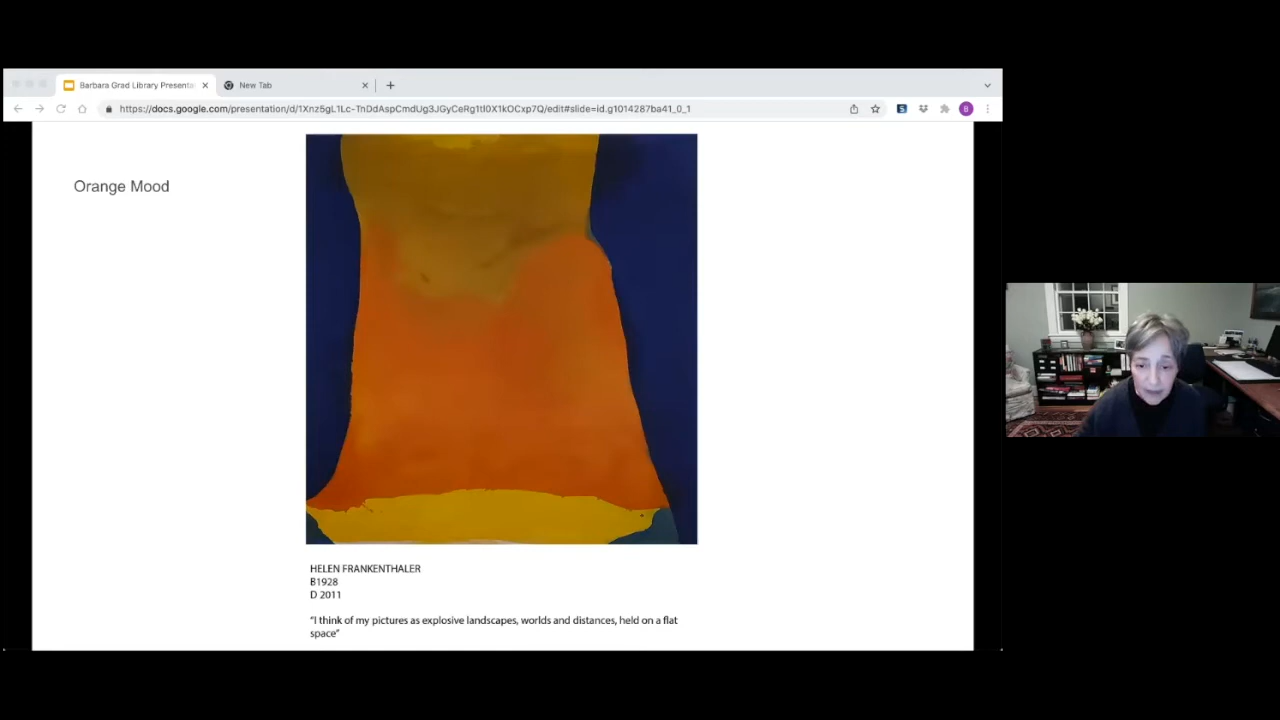 Barbara Grad Library Presenta
New Tab
https://docs.google.com/presentation/d/1Xnz5gL1Lc-TnDdAspCmdUg3JGyCeRg1tl0X1kOCxp7Q/edit#slide=id.g1014287ba41_0_1
Orange Mood
HELEN FRANKENTHALER
B1928
D 2011
“I think of my pictures as explosive landscapes, worlds and distances, held on a flat
space”